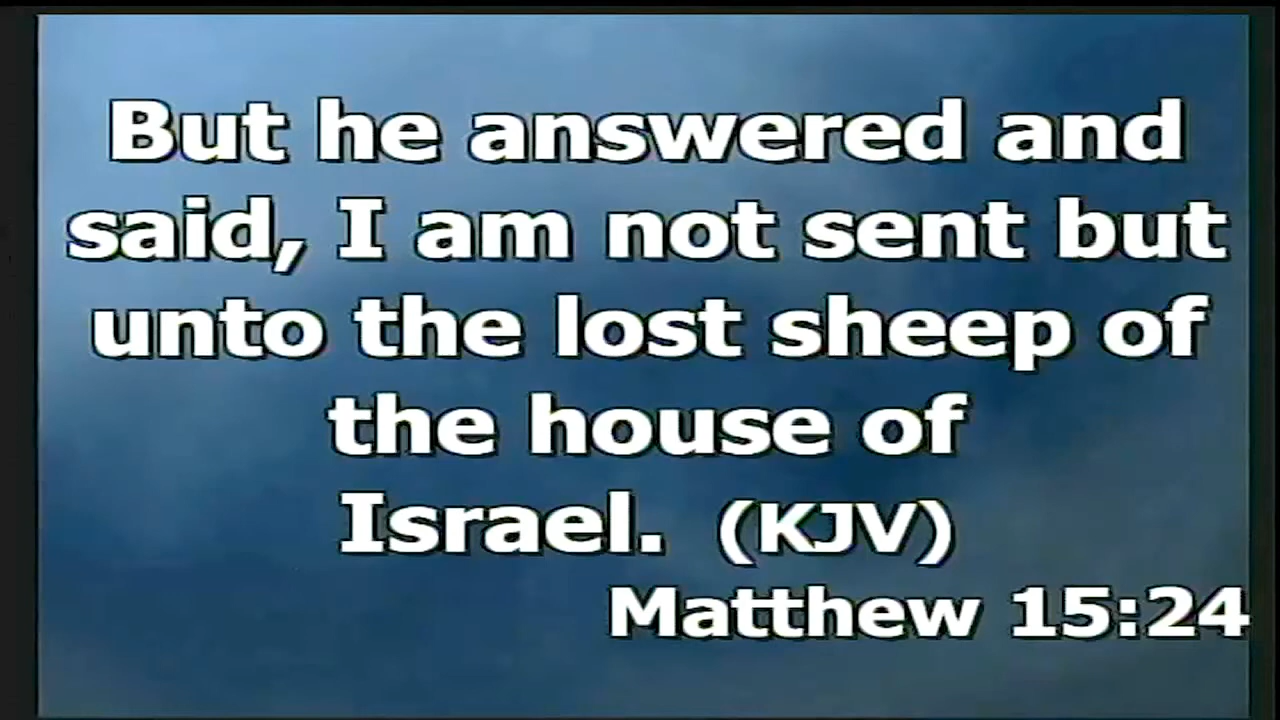 But he answered and
said, I am not sent but
unto the lost sheep of
the house of
Israel. (KJV)
Matthew 15:24